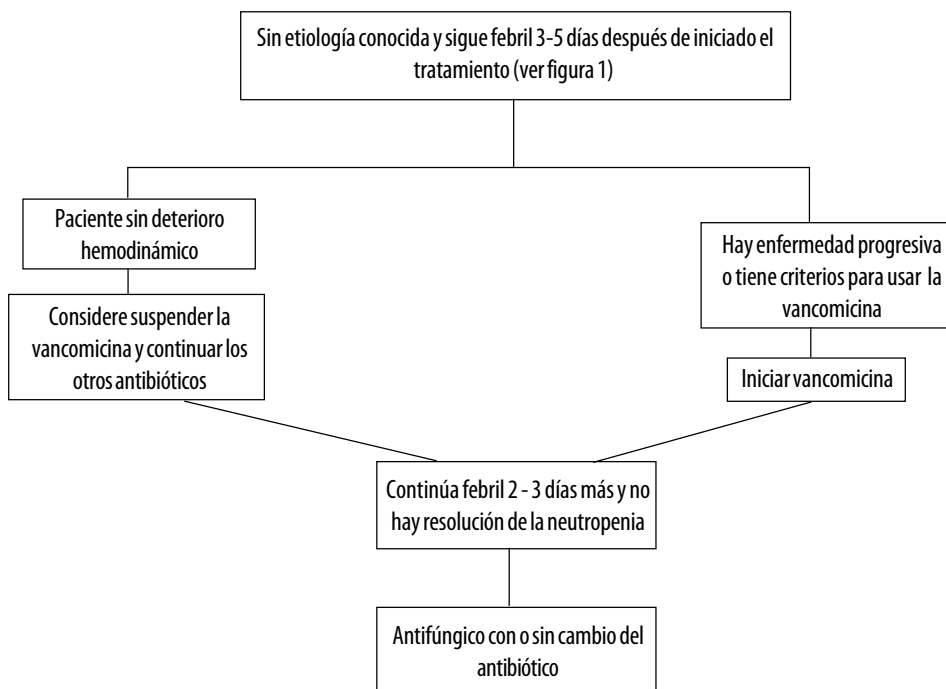 Sin etiología conocida y sigue febril 3-5 días después de iniciado el
tratamiento (ver figura 1)
Paciente sin deterioro
hemodinámico
Considere suspender la
vancomicina y continuar los
otros antibióticos
Hay enfermedad progresiva
o tiene criterios para usar la
vancomicina
Iniciar vancomicina
Continúa febril 2 - 3 días más y no
hay resolución de la neutropenia
Antifúngico con o sin cambio del
antibiótico